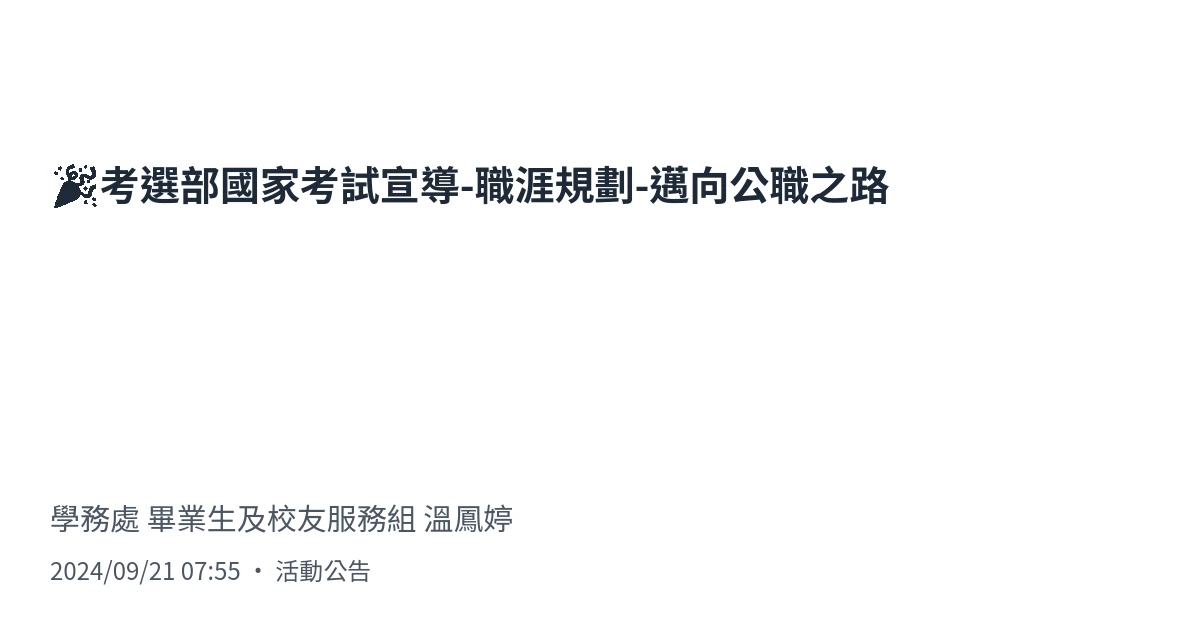 🎉考選部國家考試宣導-職涯規劃-邁向公職之路
學務處 畢業生及校友服務組 溫鳳婷
2024/09/21 07:55 • 活動公告